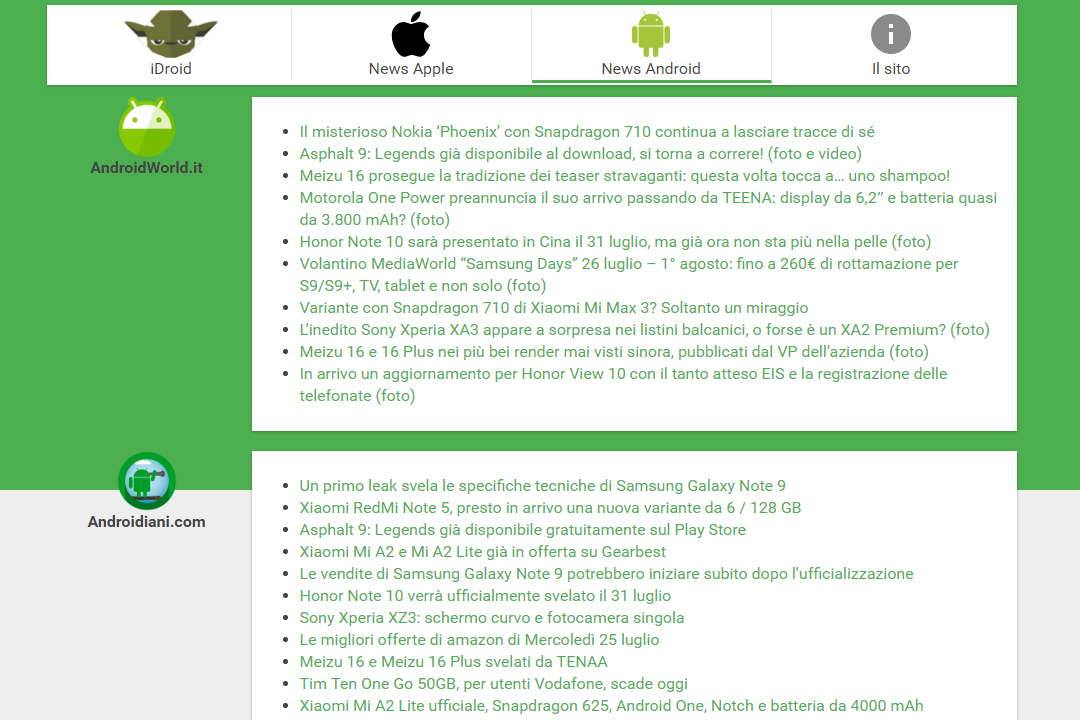 iDroid
News Apple
News Android
Il sito
AndroidWorld.it
Il misterioso Nokia ‘Phoenix’ con Snapdragon 710 continua a lasciare tracce di sé
Asphalt 9: Legends già disponibile al download, si torna a correre! (foto e video)
Meizu 16 prosegue la tradizione dei teaser stravaganti: questa volta tocca a… uno shampoo!
Motorola One Power preannuncia il suo arrivo passando da TEENA: display da 6,2″ e batteria quasi
da 3.800 mAh? (foto)
Honor Note 10 sarà presentato in Cina il 31 luglio, ma già ora non sta più nella pelle (foto)
Volantino MediaWorld “Samsung Days” 26 luglio – 1° agosto: fino a 260€ di rottamazione per
S9/S9+, TV, tablet e non solo (foto)
Variante con Snapdragon 710 di Xiaomi Mi Max 3? Soltanto un miraggio
L’inedito Sony Xperia XA3 appare a sorpresa nei listini balcanici, o forse è un XA2 Premium? (foto)
Meizu 16 e 16 Plus nei più bei render mai visti sinora, pubblicati dal VP dell’azienda (foto)
In arrivo un aggiornamento per Honor View 10 con il tanto atteso EIS e la registrazione delle
telefonate (foto)
Androidiani.com
Un primo leak svela le specifiche tecniche di Samsung Galaxy Note 9
Xiaomi RedMi Note 5, presto in arrivo una nuova variante da 6 / 128 GB
Asphalt 9: Legends già disponibile gratuitamente sul Play Store
Xiaomi Mi A2 e Mi A2 Lite già in offerta su Gearbest
Le vendite di Samsung Galaxy Note 9 potrebbero iniziare subito dopo l’ufficializzazione
Honor Note 10 verrà ufficialmente svelato il 31 luglio
Sony Xperia XZ3: schermo curvo e fotocamera singola
Le migliori offerte di amazon di Mercoledì 25 luglio
Meizu 16 e Meizu 16 Plus svelati da TENAA
Tim Ten One Go 50GB, per utenti Vodafone, scade oggi
Xiaomi Mi A2 Lite ufficiale, Snapdragon 625, Android One, Notch e batteria da 4000 mAh